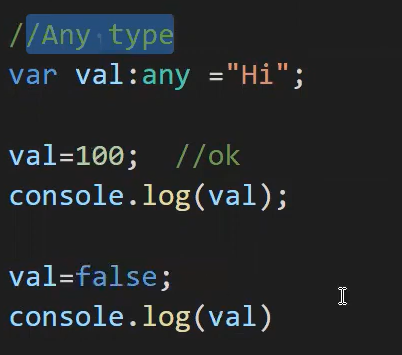 //Any type
var val:any ="Hi";
val=100;  //ok
console.log(val);
val=false;
console.log(val)